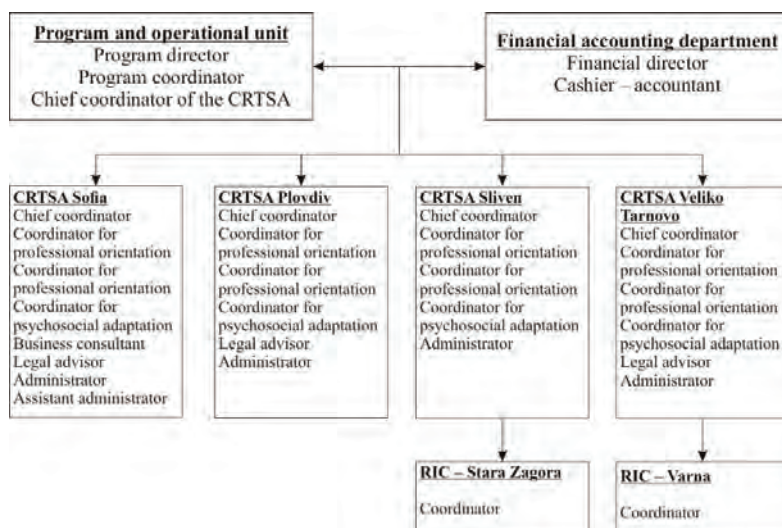 Program and operational unit
Program director
Program coordinator
Chief coordinator of the CRTSA
Financial accounting department
Financial director
Cashier – accountant
CRTSA Sofia
Chief coordinator
Coordinator for
professional orientation
Coordinator for
professional orientation
Coordinator for
psychosocial adaptation
Business consultant
Legal advisor
Administrator
Assistant administrator
CRTSA Plovdiv
Chief coordinator
Coordinator for
professional orientation
Coordinator for
professional orientation
Coordinator for
psychosocial adaptation
Legal advisor
Administrator
CRTSA Sliven
Chief coordinator
Coordinator for
professional orientation
Coordinator for
professional orientation
Coordinator for
psychosocial adaptation
Administrator
CRTSA Veliko
Tarnovo
Chief coordinator
Coordinator for
professional orientation
Coordinator for
professional orientation
Coordinator for
psychosocial adaptation
Legal advisor
Administrator
RIC – Stara Zagora
Coordinator
RIC – Varna
Coordinator